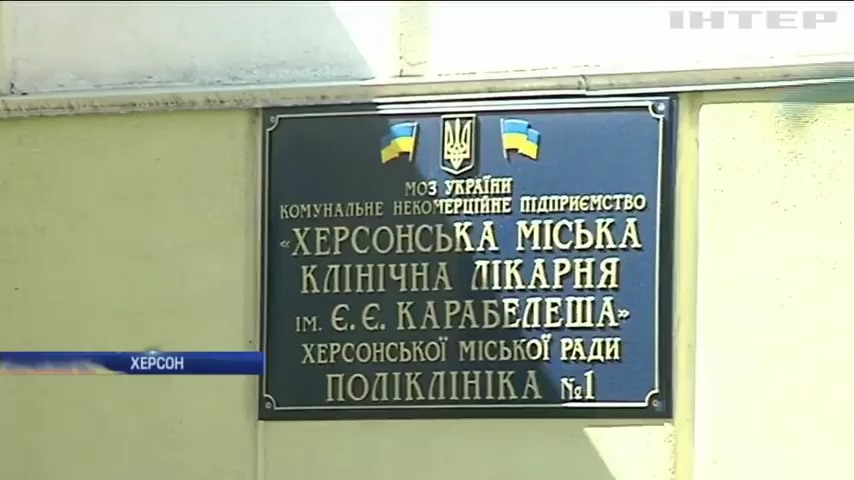 ІНТЕР
МОЗ УКРАЇНИ
КОМУНАЛЬНЕ НЕКОМЕРЦІЙНЕ ПІДПРИЄМСТВО
«ХЕРСОНСЬКА МІСЬКА
КЛІНІЧНА ЛІКАРНЯ
ІМ. Є.Є. КАРАБЕЛЕША»
ХЕРСОНСЬКОЇ МІСЬКОЇ РАДИ
ПОЛІКЛІНІКА №1
ХЕРСОН